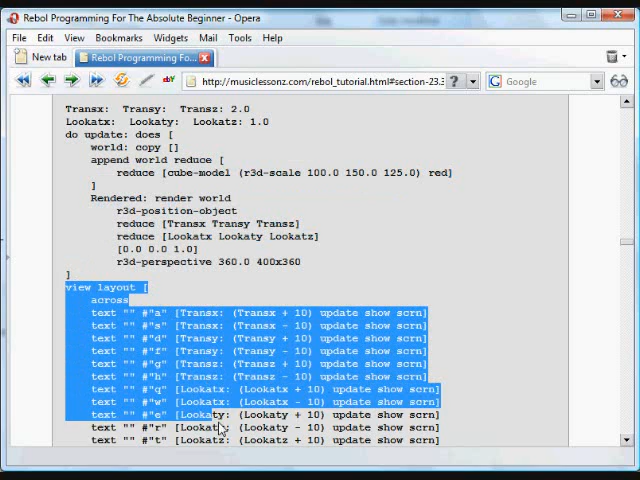 Rebol Programming For The Absolute Beginner - Opera
File Edit View Bookmarks Widgets Mail Tools Help
New tab Rebol Programming For T...
http://musiclessonz.com/rebol_tutorial.html#section-23.3 ? Google
Transx: Transy: Transz: 2.0
Lookatx: Lookaty: Lookatz: 1.0
do update: does [
world: copy []
append world reduce [
reduce [cube-model (r3d-scale 100.0 150.0 125.0) red]
]
Rendered: render world
r3d-position-object
reduce [Transx Transy Transz]
reduce [Lookatx Lookaty Lookatz]
[0.0 0.0 1.0]
r3d-perspective 360.0 400x360
]
view layout [
across
text "" #"a" [Transx: (Transx + 10) update show scrn]
text "" #"s" [Transx: (Transx - 10) update show scrn]
text "" #"d" [Transy: (Transy + 10) update show scrn]
text "" #"f" [Transy: (Transy - 10) update show scrn]
text "" #"g" [Transz: (Transz + 10) update show scrn]
text "" #"h" [Transz: (Transz - 10) update show scrn]
text "" #"q" [Lookatx: (Lookatx + 10) update show scrn]
text "" #"w" [Lookatx: (Lookatx - 10) update show scrn]
text "" #"e" [Lookaty: (Lookaty + 10) update show scrn]
text "" #"r" [Lookaty: (Lookaty - 10) update show scrn]
text "" #"t" [Lookatz: (Lookatz + 10) update show scrn]